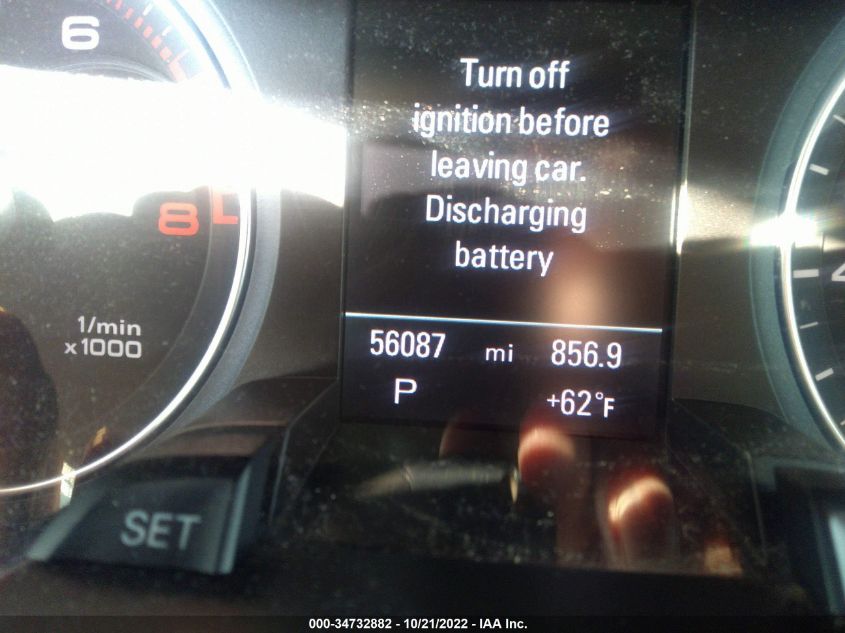 6
Turn off
ignition before
leaving car.
Discharging
battery
8
1/min
x1000
56087 mi 856.9
P +62°F
4
SET
000-34732882 - 10/21/2022 - IAA Inc.